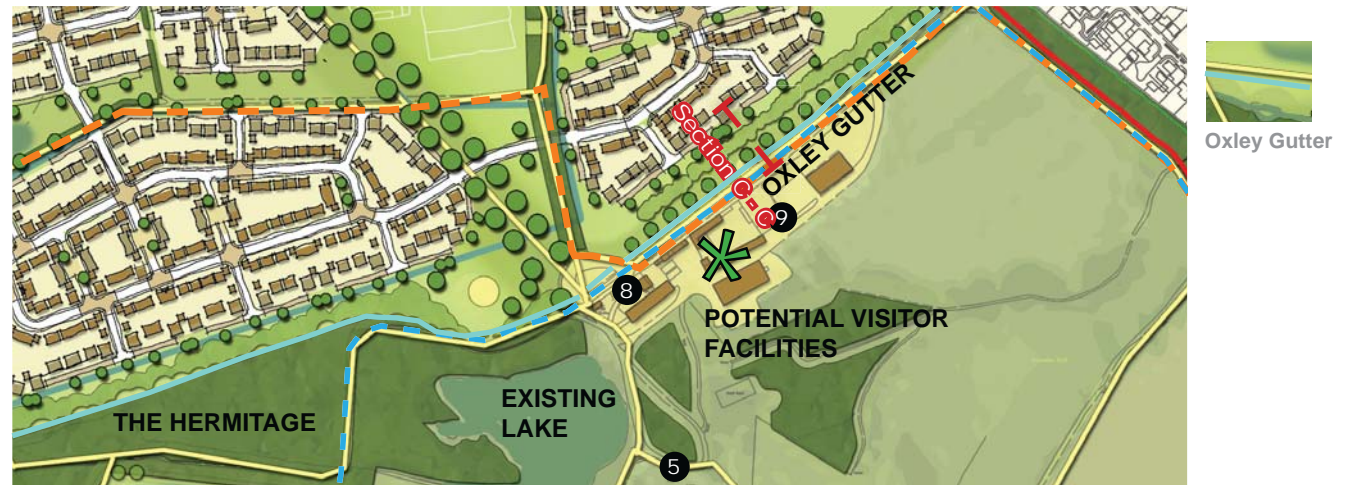 Section C - C
OXLEY GUTTER
9
8
POTENTIAL VISITOR
FACILITIES
EXISTING
LAKE
THE HERMITAGE
5
Oxley Gutter